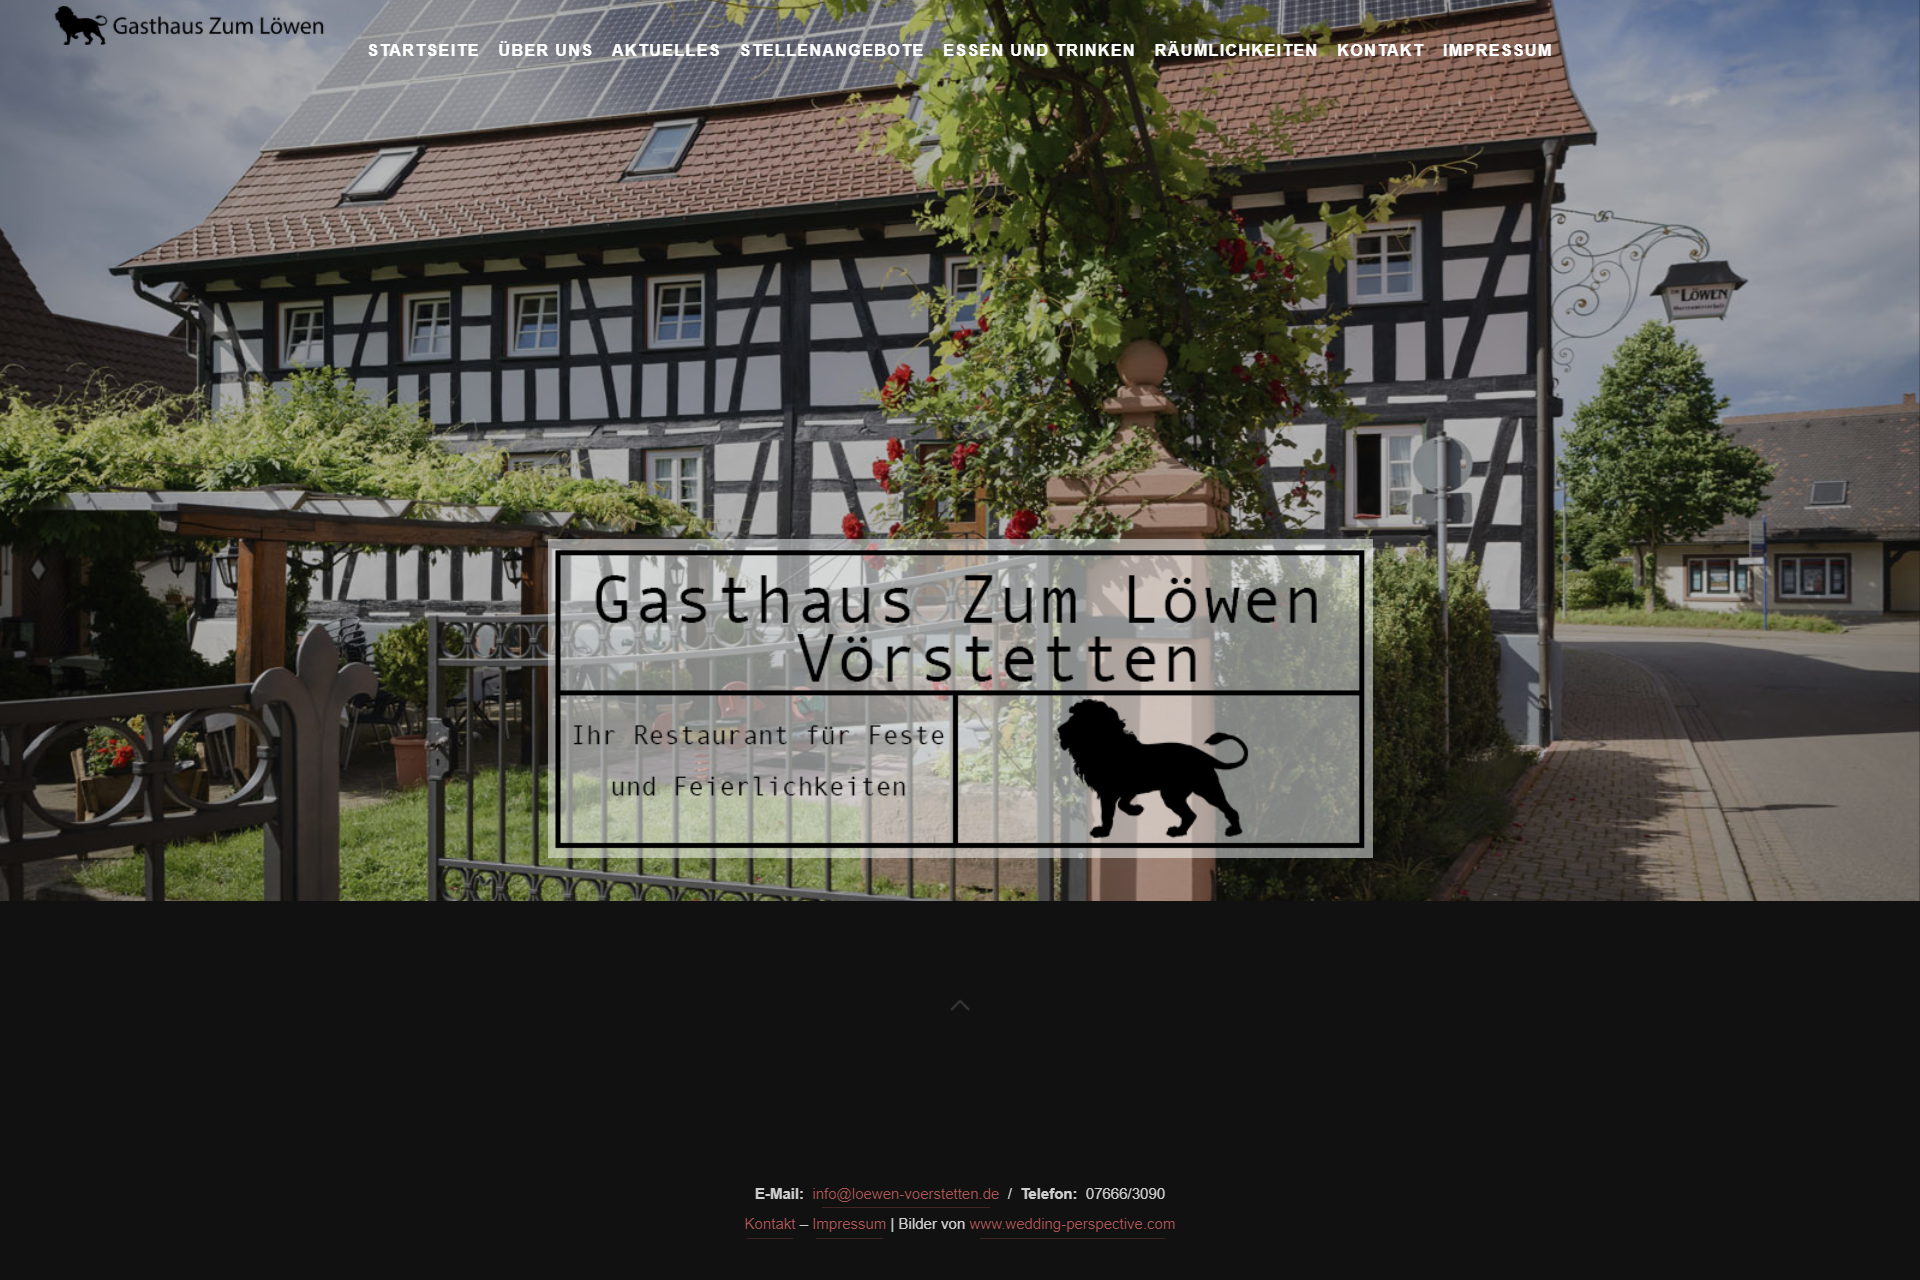 Gasthaus Zum Löwen
STARTSEITE ÜBER UNS AKTUELLES STELLENANGEBOTE ESSEN UND TRINKEN RÄUMLICHKEITEN KONTAKT IMPRESSUM
LÖWEN
Gasthaus Zum Löwen
Vörstetten
Ihr Restaurant für Feste
und Feierlichkeiten
E-Mail: info@loewen-voerstetten.de / Telefon: 07666/3090
Kontakt – Impressum | Bilder von www.wedding-perspective.com